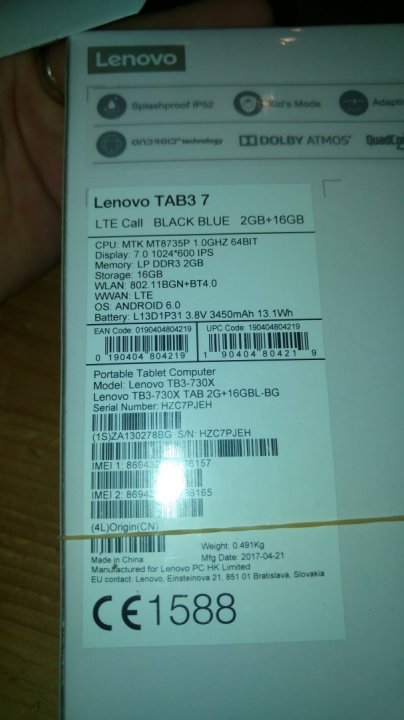 Lenovo
Splashproof IP52
Kid's Mode
android technology
DOLBY ATMOS
Lenovo TAB3 7
LTE Call BLACK BLUE 2GB+16GB
CPU: MTK MT8735P 1.0GHZ 64BIT
Display: 7.0 1024*600 IPS
Memory: LP DDR3 2GB
Storage: 16GB
WLAN: 802.11BGN+BT4.0
WWAN: LTE
OS: ANDROID 6.0
Battery: L13D1P31 3.8V 3450mAh 13.1Wh
EAN Code: 0190404804219 UPC Code: 190404804219
0 190404 804219 1 90404 80421 9
Portable Tablet Computer
Model: Lenovo TB3-730X
Lenovo TB3-730X TAB 2G+16GBL-BG
Serial Number: HZC7PJEH
(1S)ZA130278BG S/N: HZC7PJEH
IMEI 1:
IMEI 2:
(4L)Origin(CN)
Weight: 0.491Kg
Made in China Mfg Date: 2017-04-21
Manufactured for Lenovo PC HK Limited
EU contact: Lenovo, Einsteinova 21, 851 01 Bratislava, Slovakia
CE1588